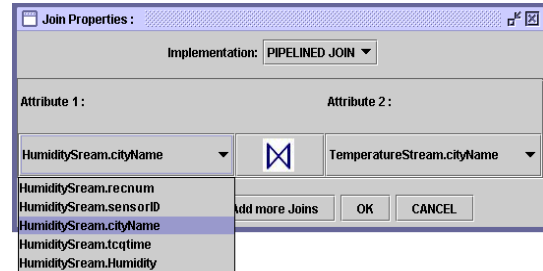 Join Properties :
Implementation: PIPELINED JOIN
Attribute 1 : Attribute 2 :
HumiditySream.cityName TemperatureStream.cityName
HumiditySream.recnum
HumiditySream.sensorID
Add more Joins OK CANCEL
HumiditySream.cityName
HumiditySream.tcqtime
HumiditySream.Humidity